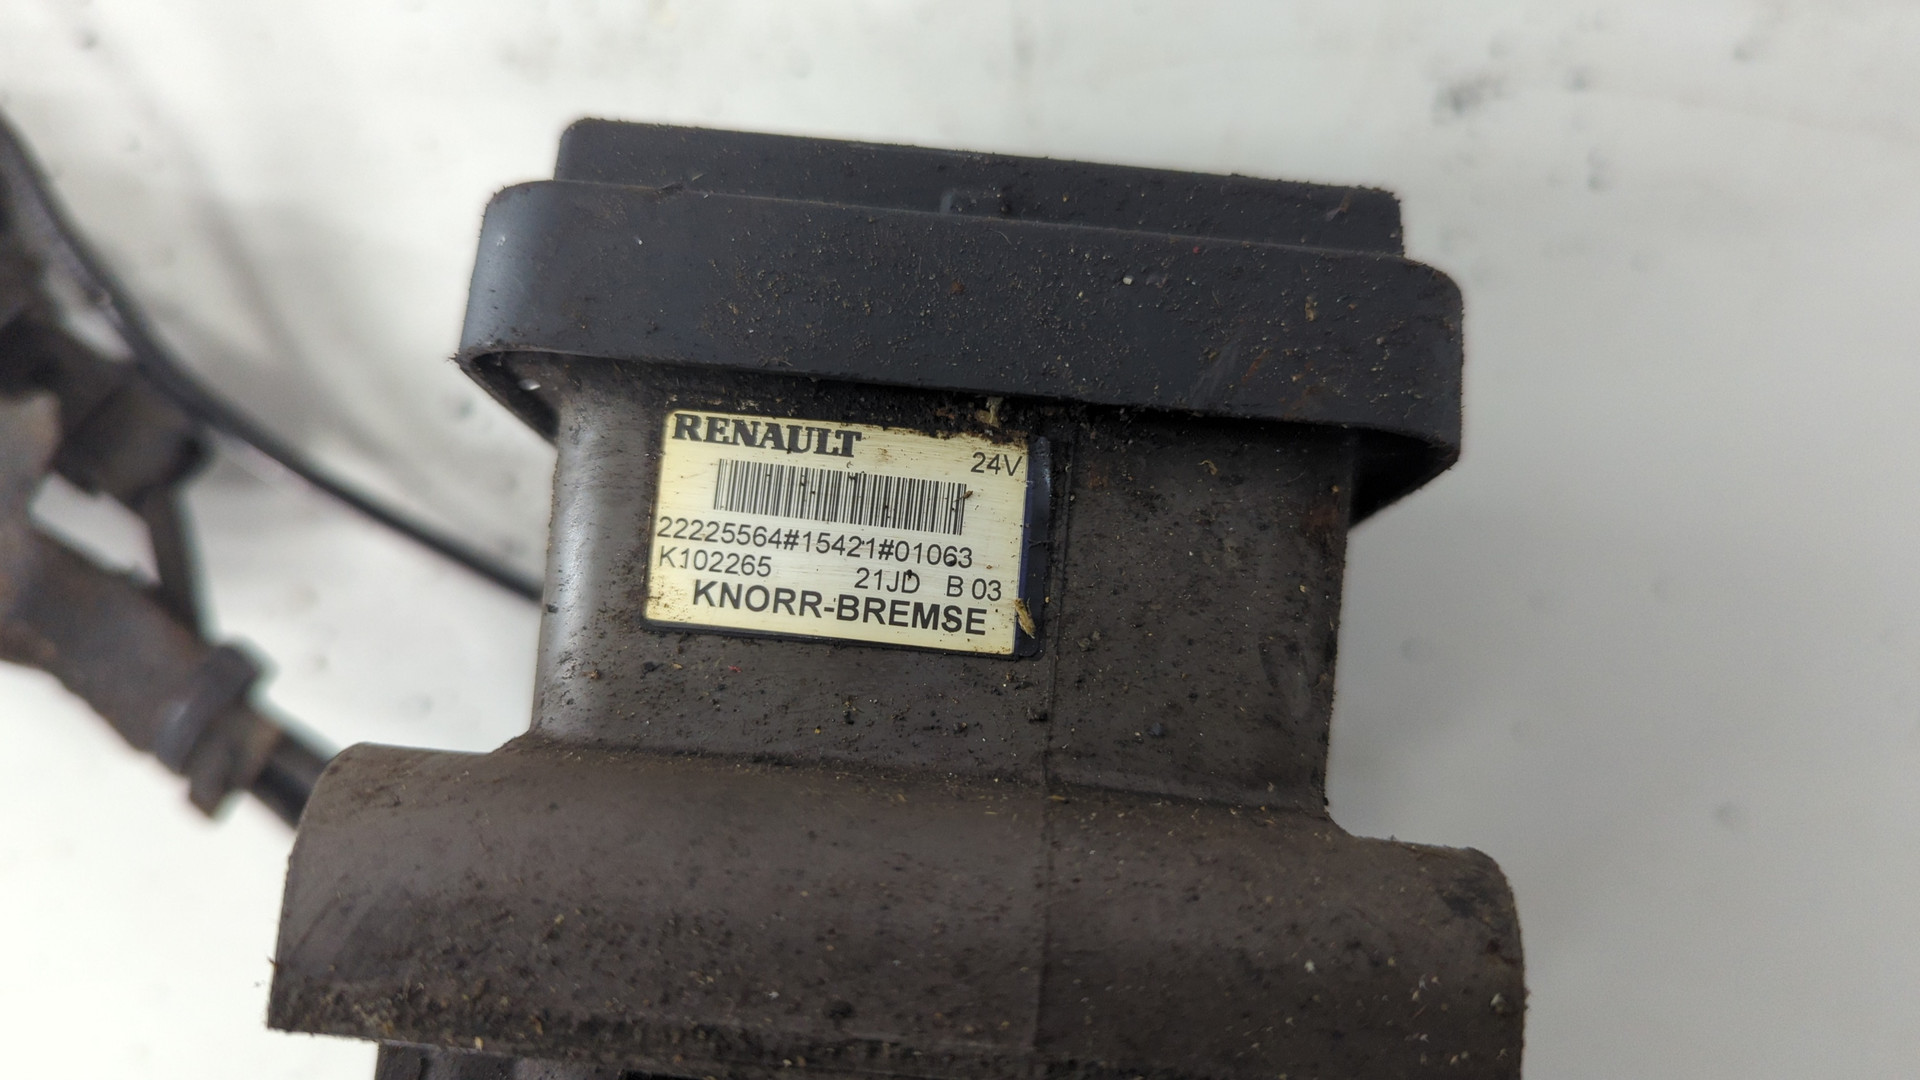 RENAULT
24V
22225564#15421#01063
K102265 21JD B 03
KNORR-BREMSE